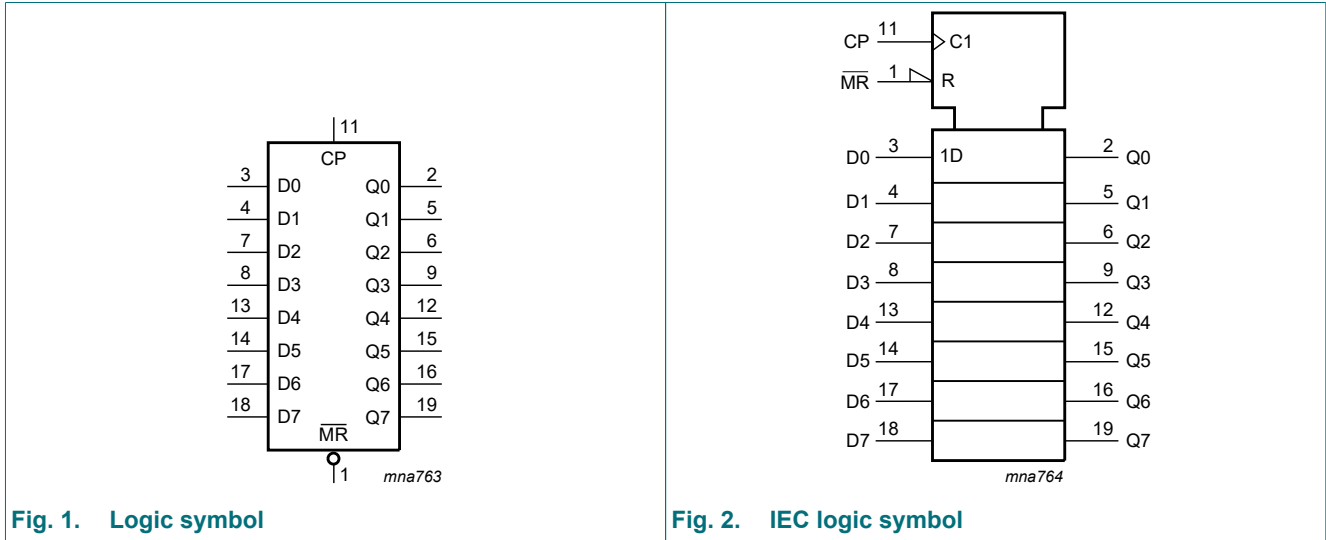 11
CP
3 D0 Q0 2
4 D1 Q1 5
7 D2 Q2 6
8 D3 Q3 9
13 D4 Q4 12
14 D5 Q5 15
17 D6 Q6 16
18 D7 Q7 19
M̅R̅
1 mna763
Fig. 1. Logic symbol
CP 11 C1
M̅R̅ 1 R
D0 3 1D 2 Q0
D1 4 5 Q1
D2 7 6 Q2
D3 8 9 Q3
D4 13 12 Q4
D5 14 15 Q5
D6 17 16 Q6
D7 18 19 Q7
mna764
Fig. 2. IEC logic symbol